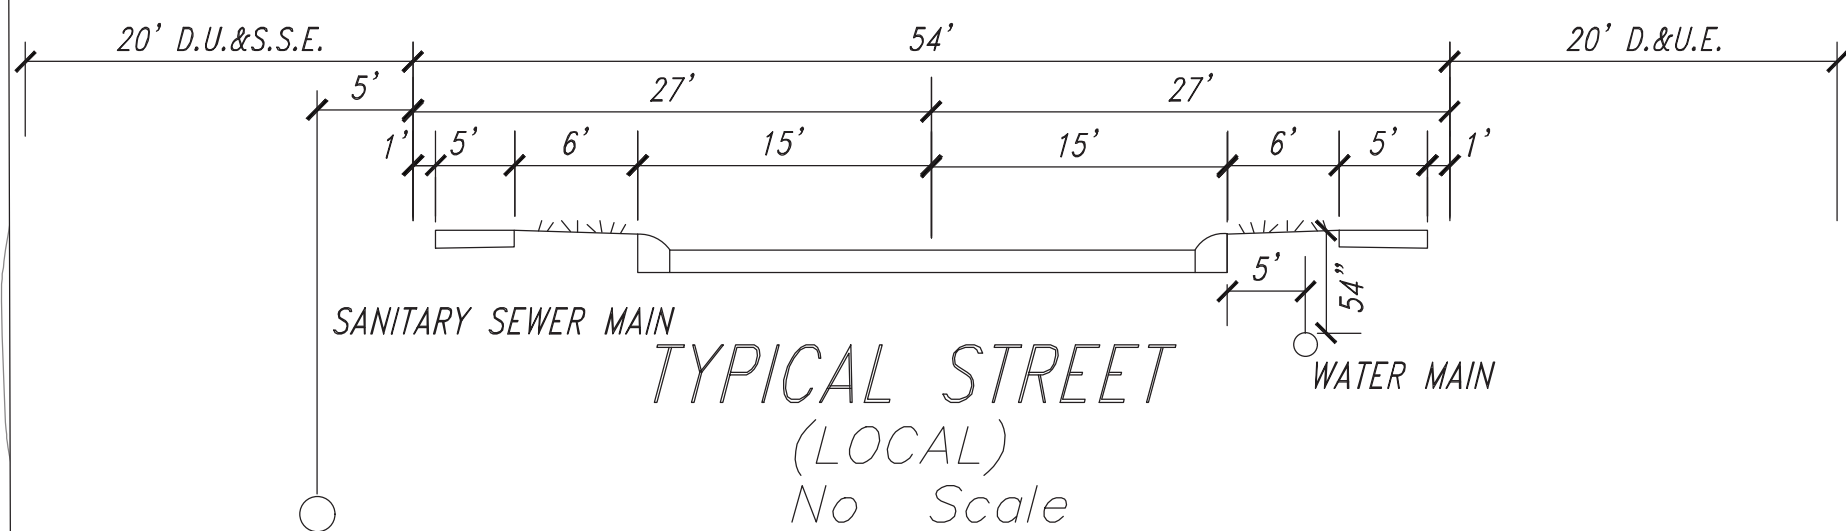 20' D.U.&S.S.E. 54' 20' D.&U.E.
5' 27' 27'
1' 5' 6' 15' 15' 6' 5' 1'
5' 54"
SANITARY SEWER MAIN
WATER MAIN
TYPICAL STREET
(LOCAL)
No Scale